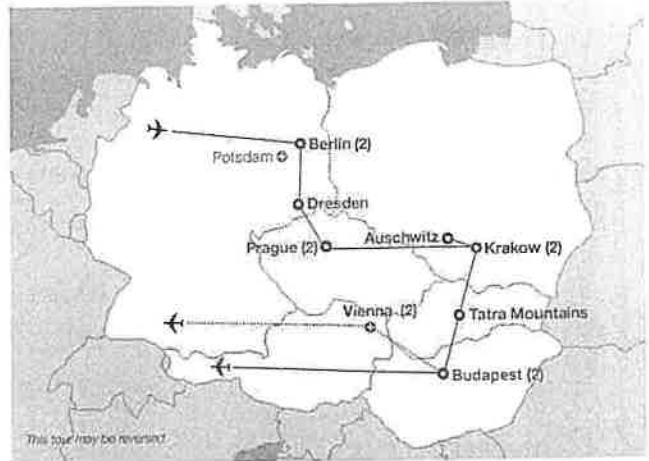 Berlin (2)
Potsdam
Dresden
Prague (2)
Auschwitz
Krakow (2)
Vienna (2)
Tatra Mountains
Budapest (2)
This tour may be reversed